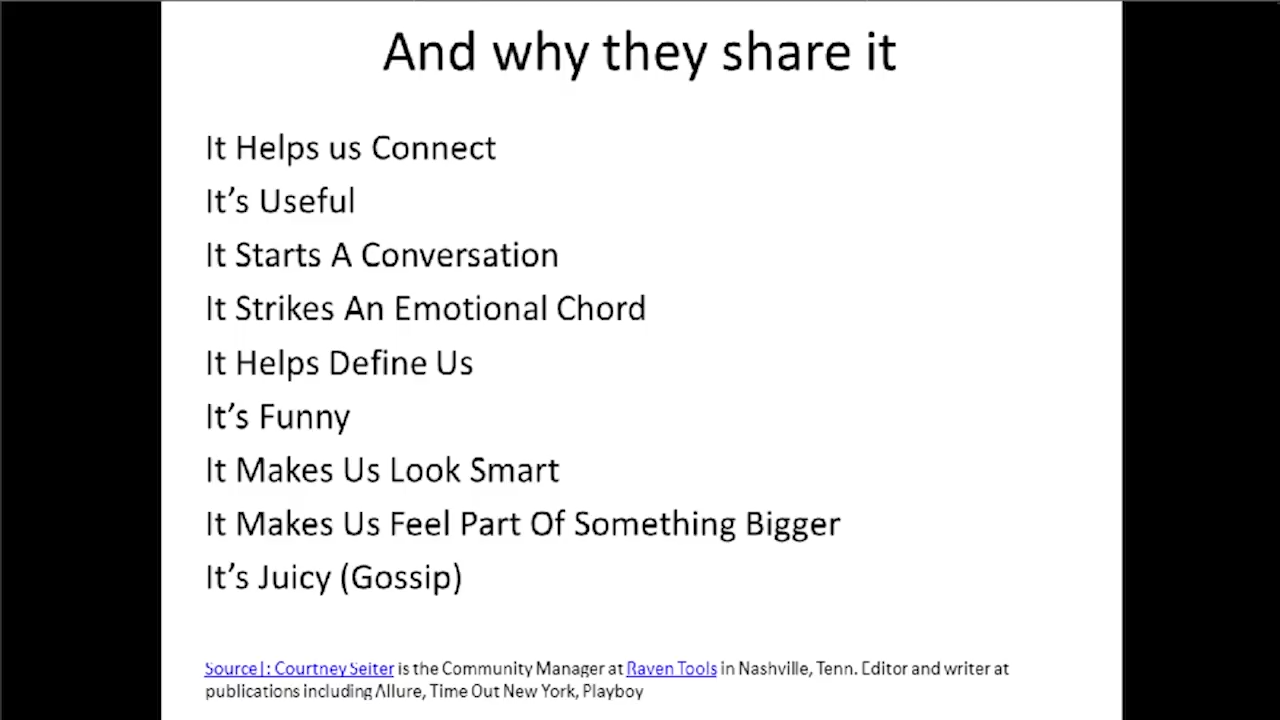 And why they share it
It Helps us Connect
It's Useful
It Starts A Conversation
It Strikes An Emotional Chord
It Helps Define Us
It's Funny
It Makes Us Look Smart
It Makes Us Feel Part Of Something Bigger
It's Juicy (Gossip)
Source|: Courtney Seiter is the Community Manager at Raven Tools in Nashville, Tenn. Editor and writer at
publications including Allure, Time Out New York, Playboy